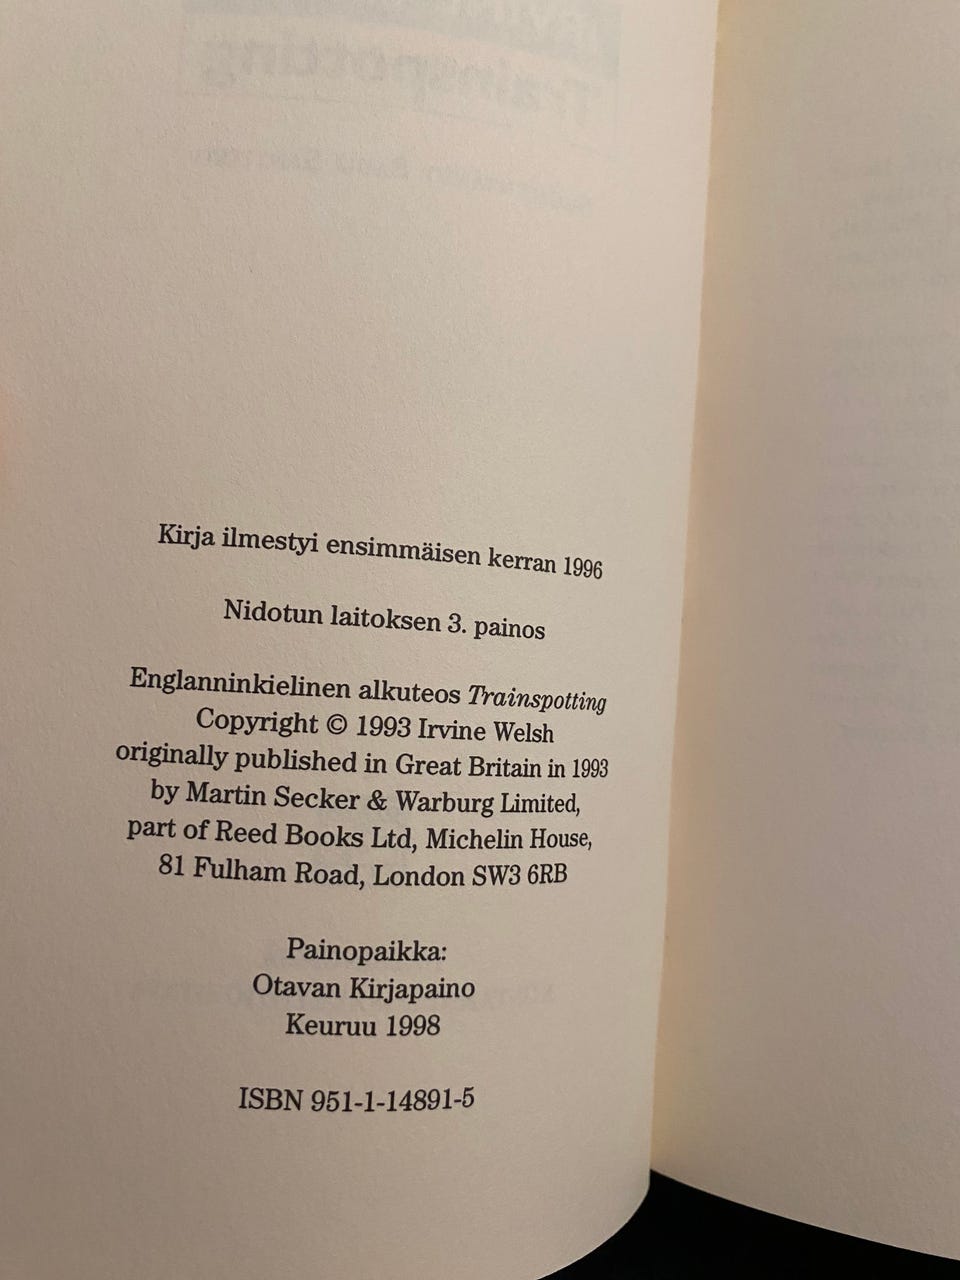 Kirja ilmestyi ensimmäisen kerran 1996
Nidotun laitoksen 3. painos
Englanninkielinen alkuteos Trainspotting
Copyright © 1993 Irvine Welsh
originally published in Great Britain in 1993
by Martin Secker & Warburg Limited,
part of Reed Books Ltd, Michelin House,
81 Fulham Road, London SW3 6RB
Painopaikka:
Otavan Kirjapaino
Keuruu 1998
ISBN 951-1-14891-5